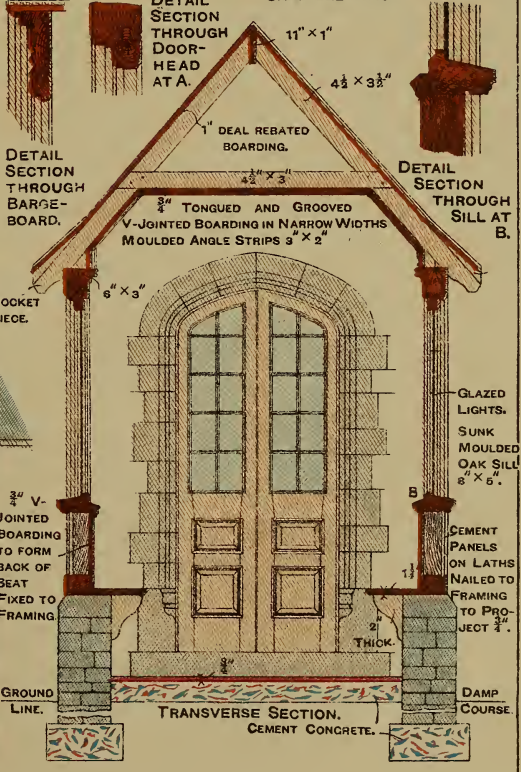 DETAIL
SECTION
THROUGH
DOOR-
HEAD
AT A.
11" × 1"
4½" × 3½"
1" DEAL REBATED
BOARDING.
DETAIL
SECTION
THROUGH
BARGE-
BOARD.
DETAIL
SECTION
THROUGH
SILL AT
B.
4½" × 3"
¾" TONGUED AND GROOVED
V-JOINTED BOARDING IN NARROW WIDTHS
MOULDED ANGLE STRIPS 3" × 2"
6" × 3"
OCKET
IECE.
GLAZED
LIGHTS.
SUNK
MOULDED
OAK SILL
8" × 5".
¾" V-
JOINTED
BOARDING
TO FORM
BACK OF
SEAT
FIXED TO
FRAMING.
B
CEMENT
PANELS
ON LATHS
NAILED TO
FRAMING
TO PRO-
JECT ¾".
1½"
2"
THICK.
¾"
GROUND
LINE.
TRANSVERSE SECTION.
CEMENT CONCRETE.
DAMP
COURSE.